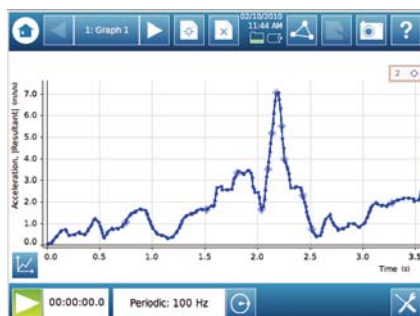 1: Graph 1
02/10/2010
11:44 AM
?
2
Acceleration, |Resultant| (m/s/s)
7.0
6.0
5.0
4.0
3.0
2.0
1.0
0.0
0.0 0.5 1.0 1.5 2.0 2.5 3.0 3.5
Time (s)
00:00:00.0 Periodic: 100 Hz